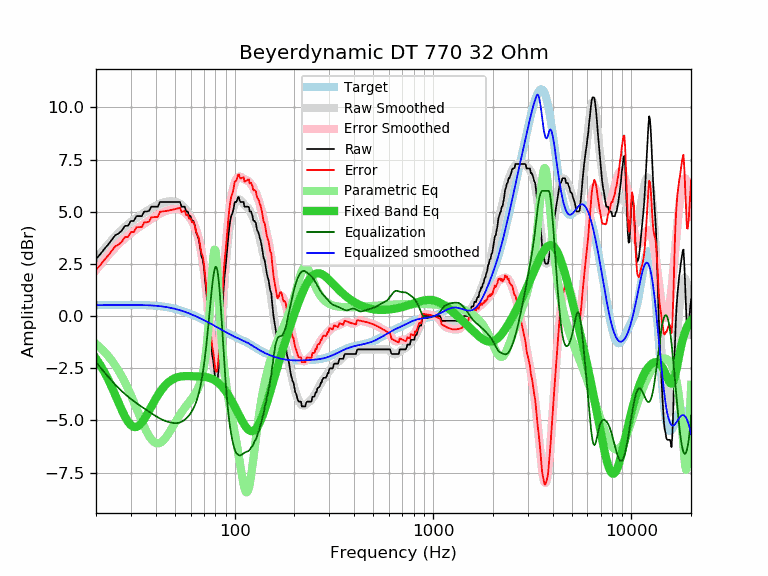 Beyerdynamic DT 770 32 Ohm
Target
Raw Smoothed
Error Smoothed
Raw
Error
Parametric Eq
Fixed Band Eq
Equalization
Equalized smoothed
Amplitude (dBr)
10.0
7.5
5.0
2.5
0.0
−2.5
−5.0
−7.5
100
1000
10000
Frequency (Hz)